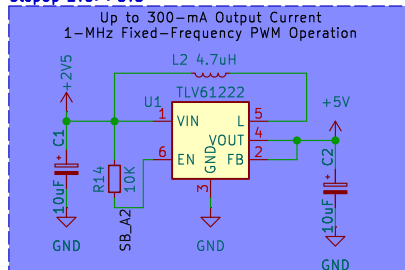 Up to 300-mA Output Current
1-MHz Fixed-Frequency PWM Operation
L2 4.7uH
+2V5
U1
TLV61222
+5V
1
VIN
L
5
VOUT
4
6
EN
GND
FB
2
3
C1
10uF
R14
10K
SB_A2
C2
10uF
GND
GND
GND